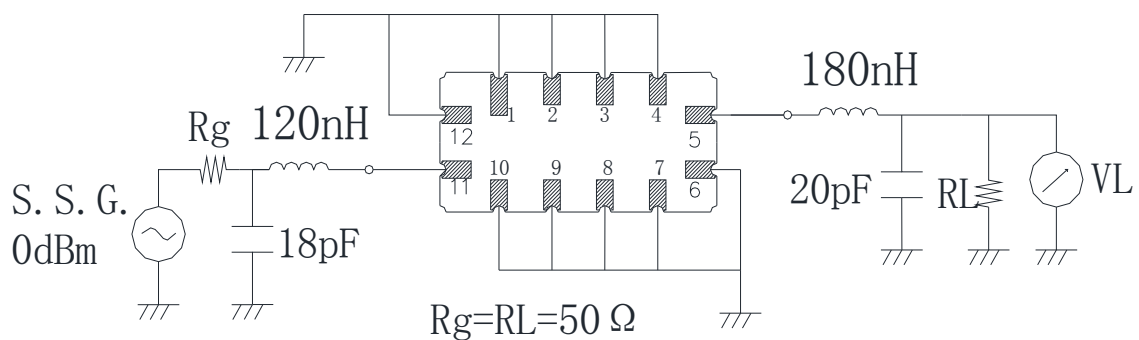 180nH
Rg
120nH
1
2
3
4
5
12
11
10
9
8
7
6
S.S.G.
0dBm
18pF
20pF
RL
VL
Rg=RL=50Ω